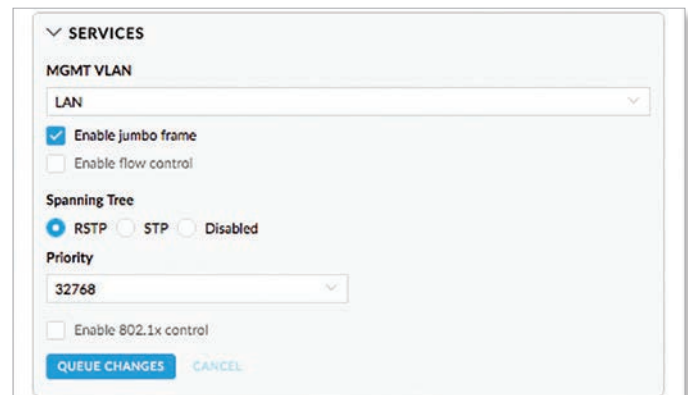 SERVICES
MGMT VLAN
LAN
Enable jumbo frame
Enable flow control
Spanning Tree
RSTP STP Disabled
Priority
32768
Enable 802.1x control
QUEUE CHANGES CANCEL